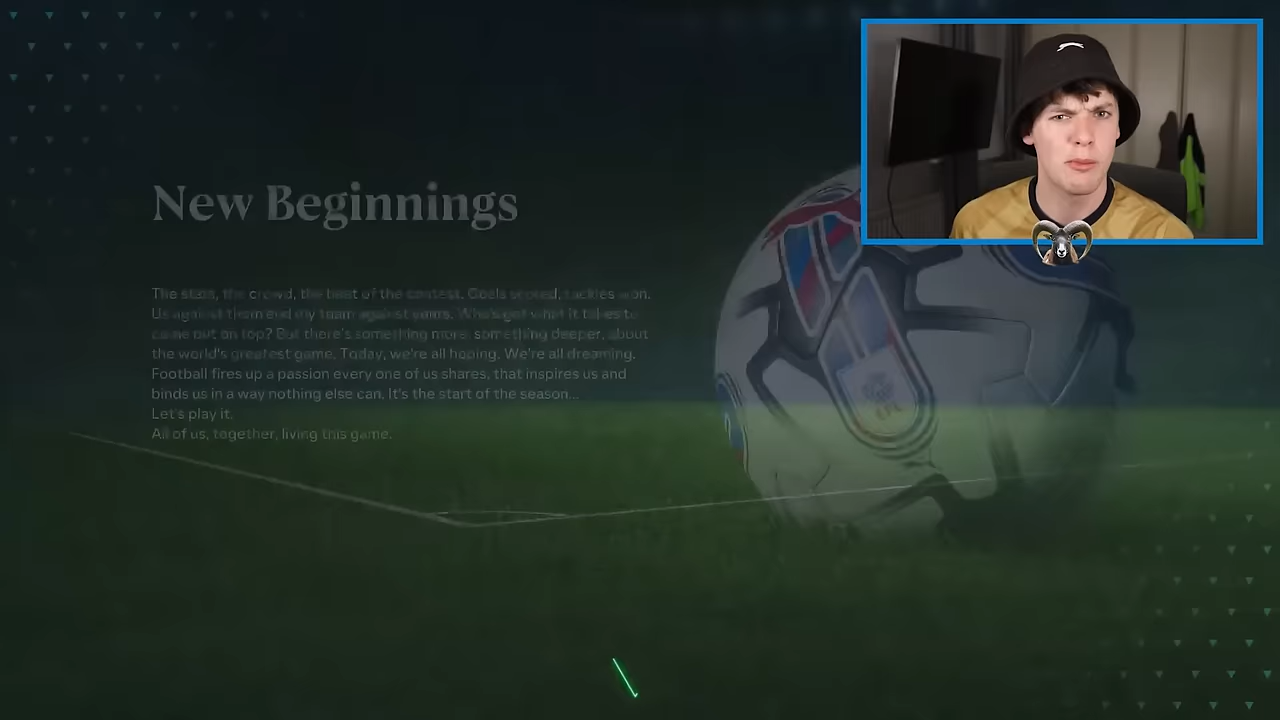 New Beginnings
The stars, the crowd, the best of the contest. Goals scored, tackles won.
Us against them and my team against yours. Who's got what it takes to
come out on top? But there's something more, something deeper, about
the world's greatest game. Today, we're all hoping. We're all dreaming.
Football fires up a passion every one of us shares, that inspires us and
binds us in a way nothing else can. It's the start of the season...
Let's play it.
All of us, together, living this game.
EFL